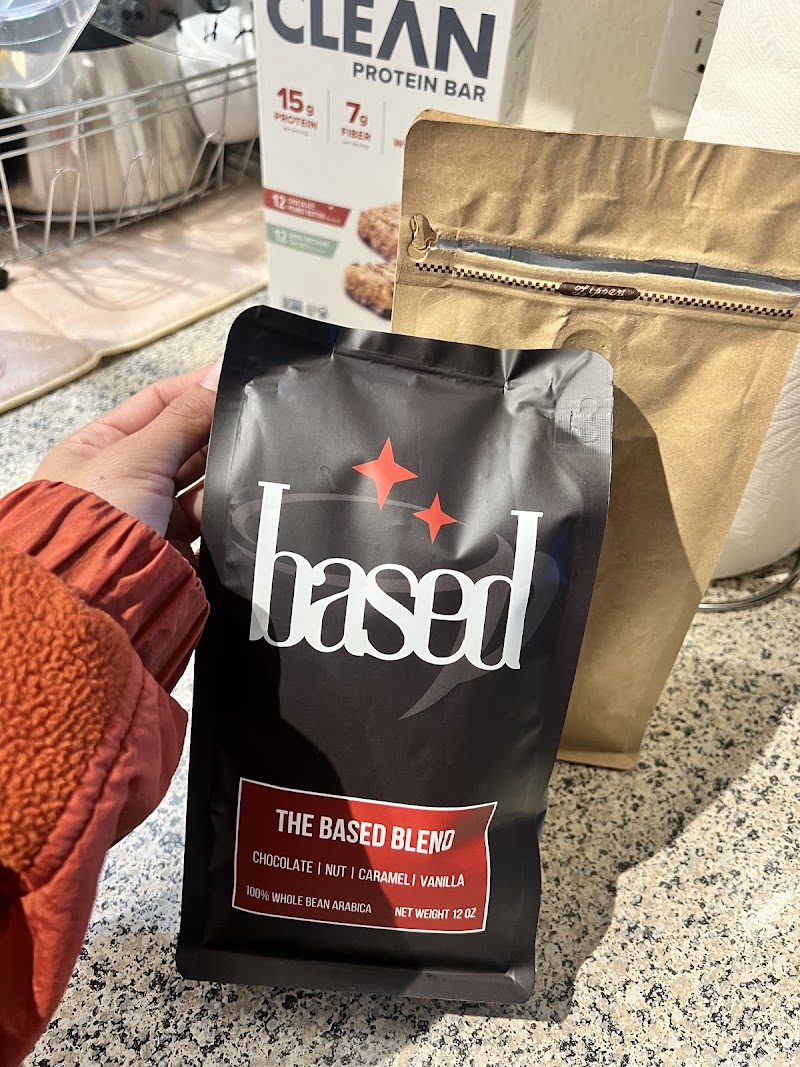 CLEAN
PROTEIN BAR
15g
PROTEIN
7g
FIBER
12
12
Zipsen
based
THE BASED BLEND
CHOCOLATE | NUT | CARAMEL | VANILLA
100% WHOLE BEAN ARABICA
NET WEIGHT 12 OZ